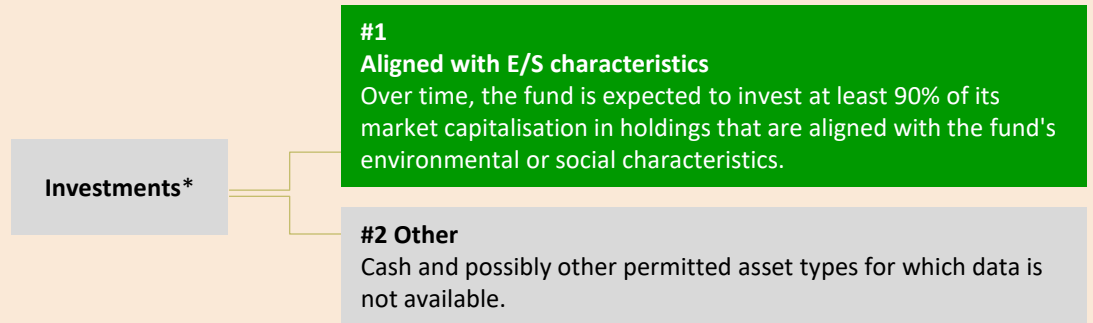 #1
Aligned with E/S characteristics
Over time, the fund is expected to invest at least 90% of its
market capitalisation in holdings that are aligned with the fund's
environmental or social characteristics.
Investments*
#2 Other
Cash and possibly other permitted asset types for which data is
not available.